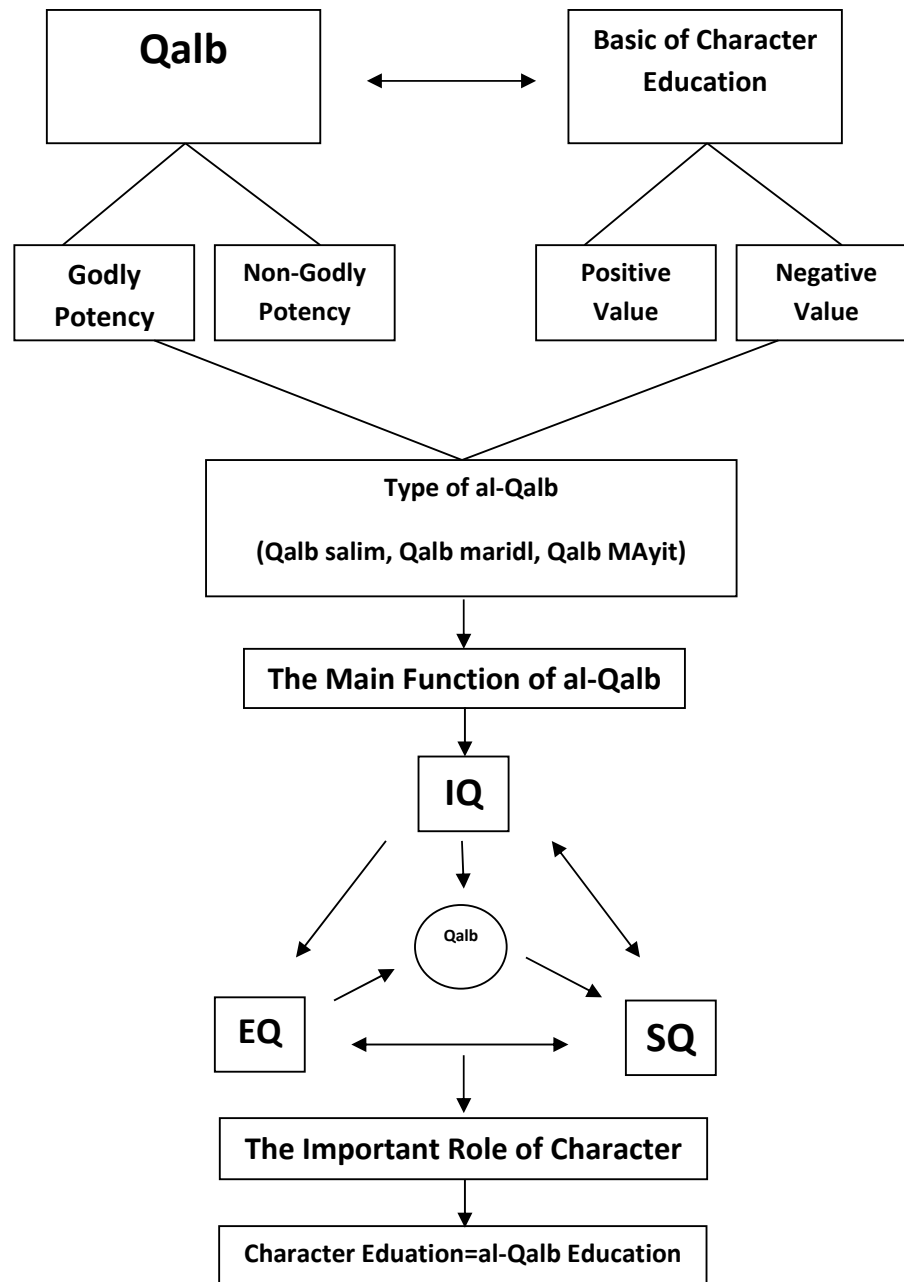 Qalb
Basic of Character
Education
Godly
Potency
Non-Godly
Potency
Positive
Value
Negative
Value
Type of al-Qalb
(Qalb salim, Qalb maridl, Qalb MAyit)
The Main Function of al-Qalb
IQ
Qalb
EQ
SQ
The Important Role of Character
Character Eduation=al-Qalb Education